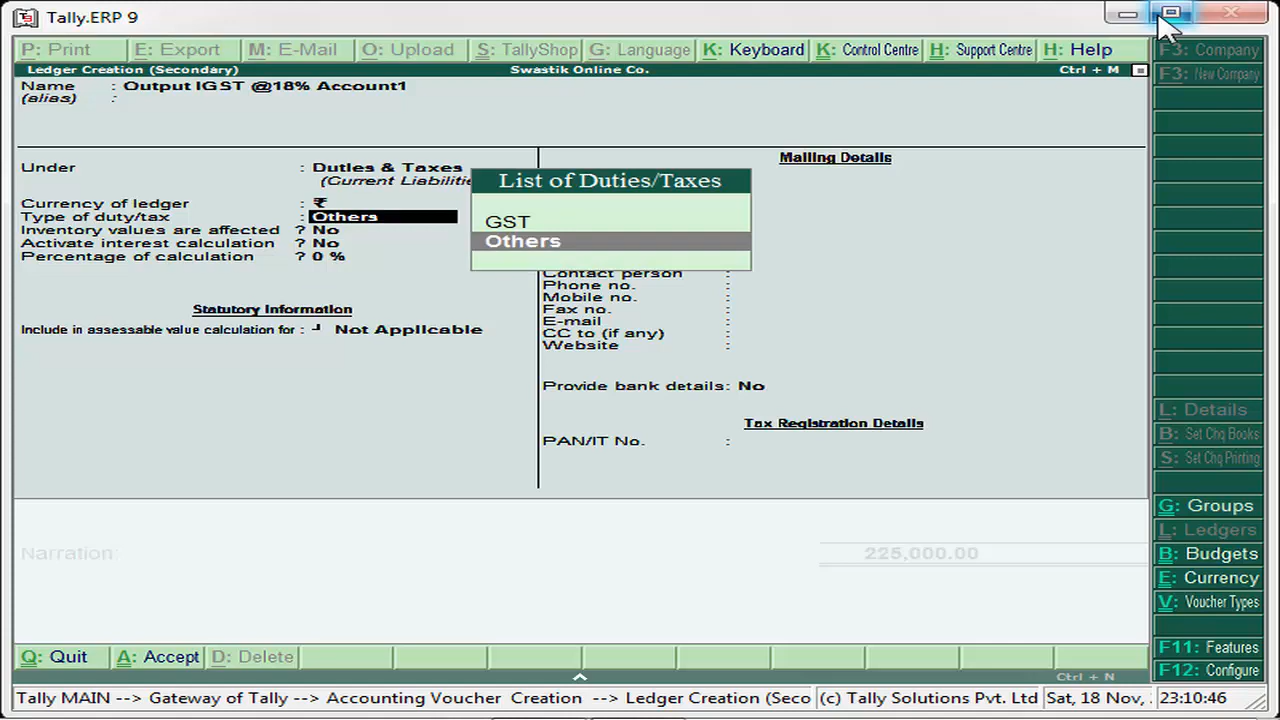 Tally.ERP 9
P: Print E: Export M: E-Mail O: Upload S: TallyShop G: Language K: Keyboard K: Control Centre H: Support Centre H: Help F3: Company
Ledger Creation (Secondary) Swastik Online Co. Ctrl + M F3: New Company
Name : Output IGST @18% Account1
(alias) :
Mailing Details
Under : Duties & Taxes
(Current Liabilitie
List of Duties/Taxes
GST
Others
Currency of ledger : ₹
Type of duty/tax : Others
Inventory values are affected ? No
Activate interest calculation ? No
Percentage of calculation ? 0 %
Contact person :
Phone no. :
Mobile no. :
Fax no. :
E-mail :
CC to (if any) :
Website :
Statutory Information
Include in assessable value calculation for : ┘ Not Applicable
Provide bank details: No
Tax Registration Details
PAN/IT No. :
L: Details
B: Set Chq Books
S: Set Chq Printing
G: Groups
L: Ledgers
B: Budgets
E: Currency
V: Voucher Types
F11: Features
F12: Configure
Narration: 225,000.00
Q: Quit A: Accept D: Delete
Ctrl + N
Tally MAIN --> Gateway of Tally --> Accounting Voucher Creation --> Ledger Creation (Seco (c) Tally Solutions Pvt. Ltd Sat, 18 Nov, 23:10:46